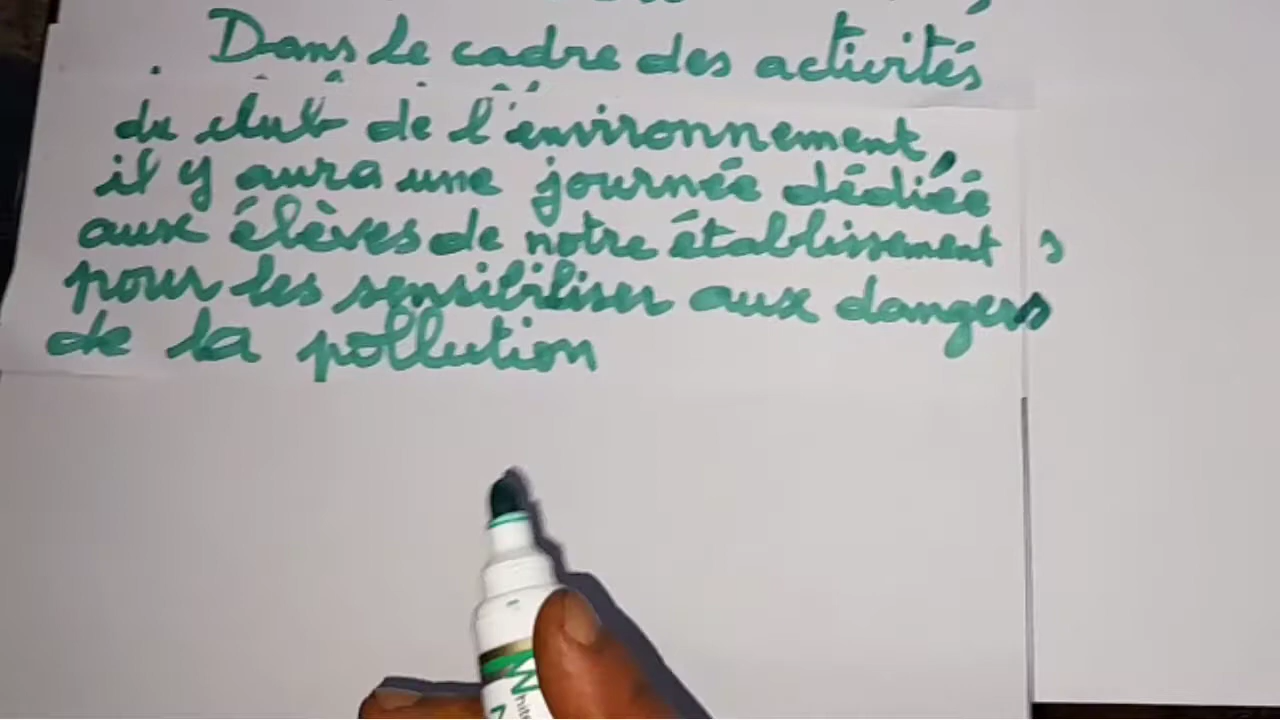 Dans le cadre des activités
du club de l'environnement,
il y aura une journée dédiée
aux élèves de notre établissement,
pour les sensibiliser aux dangers
de la pollution